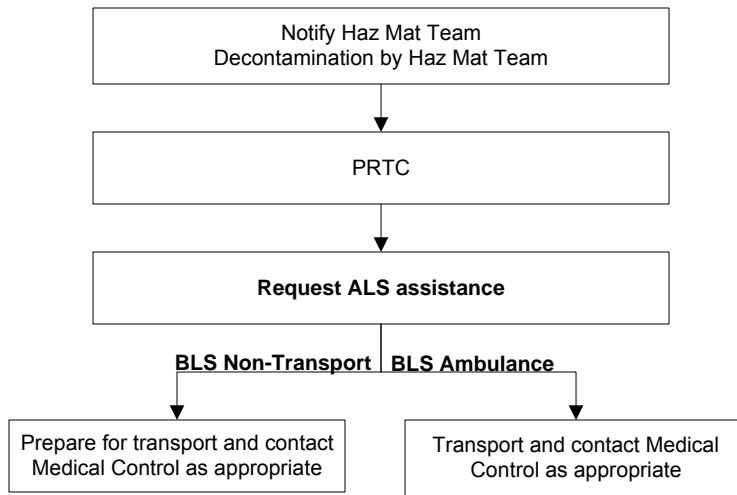 Notify Haz Mat Team
Decontamination by Haz Mat Team
PRTC
Request ALS assistance
BLS Non-Transport
BLS Ambulance
Prepare for transport and contact
Medical Control as appropriate
Transport and contact Medical
Control as appropriate